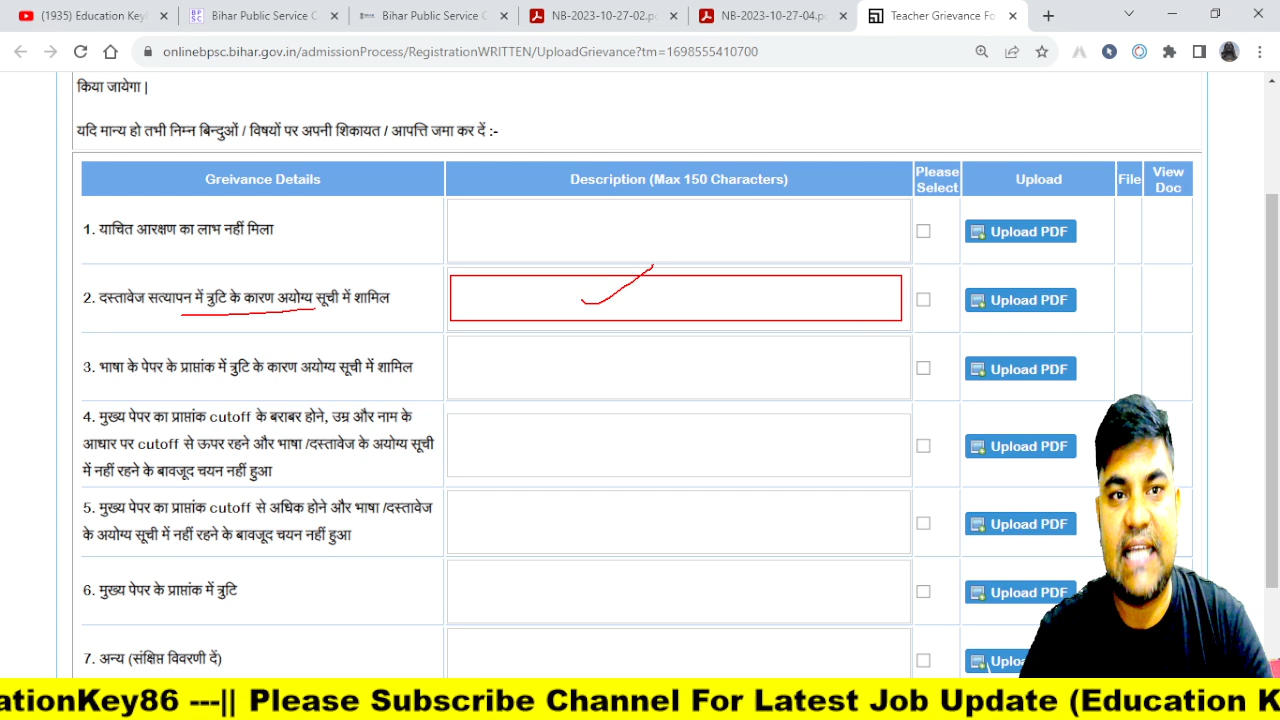 (1935) Education Key
Bihar Public Service C
Bihar Public Service C
NB-2023-10-27-02.p
NB-2023-10-27-04.p
Teacher Grievance Fo
onlinebpsc.bihar.gov.in/admissionProcess/RegistrationWRITTEN/UploadGrievance?tm=1698555410700
किया जायेगा |
यदि मान्य हो तभी निम्न बिन्दुओं / विषयों पर अपनी शिकायत / आपत्ति जमा कर दें :-
Greivance Details Description (Max 150 Characters) Please Select Upload File View Doc
1. याचित आरक्षण का लाभ नहीं मिला Upload PDF
2. दस्तावेज सत्यापन में त्रुटि के कारण अयोग्य सूची में शामिल Upload PDF
3. भाषा के पेपर के प्राप्तांक में त्रुटि के कारण अयोग्य सूची में शामिल Upload PDF
4. मुख्य पेपर का प्राप्तांक cutoff के बराबर होने, उम्र और नाम के
आधार पर cutoff से ऊपर रहने और भाषा /दस्तावेज के अयोग्य सूची Upload PDF
में नहीं रहने के बावजूद चयन नहीं हुआ
5. मुख्य पेपर का प्राप्तांक cutoff से अधिक होने और भाषा /दस्तावेज Upload PDF
के अयोग्य सूची में नहीं रहने के बावजूद चयन नहीं हुआ
6. मुख्य पेपर के प्राप्तांक में त्रुटि Upload PDF
7. अन्य (संक्षिप्त विवरणी दें) Uplo
ationKey86 ---|| Please Subscribe Channel For Latest Job Update (Education K